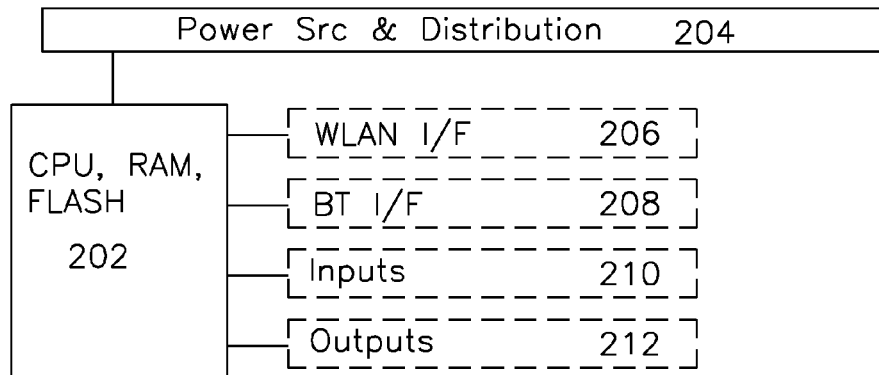 Power Src & Distribution 204
CPU, RAM,
FLASH
202
WLAN I/F 206
BT I/F 208
Inputs 210
Outputs 212